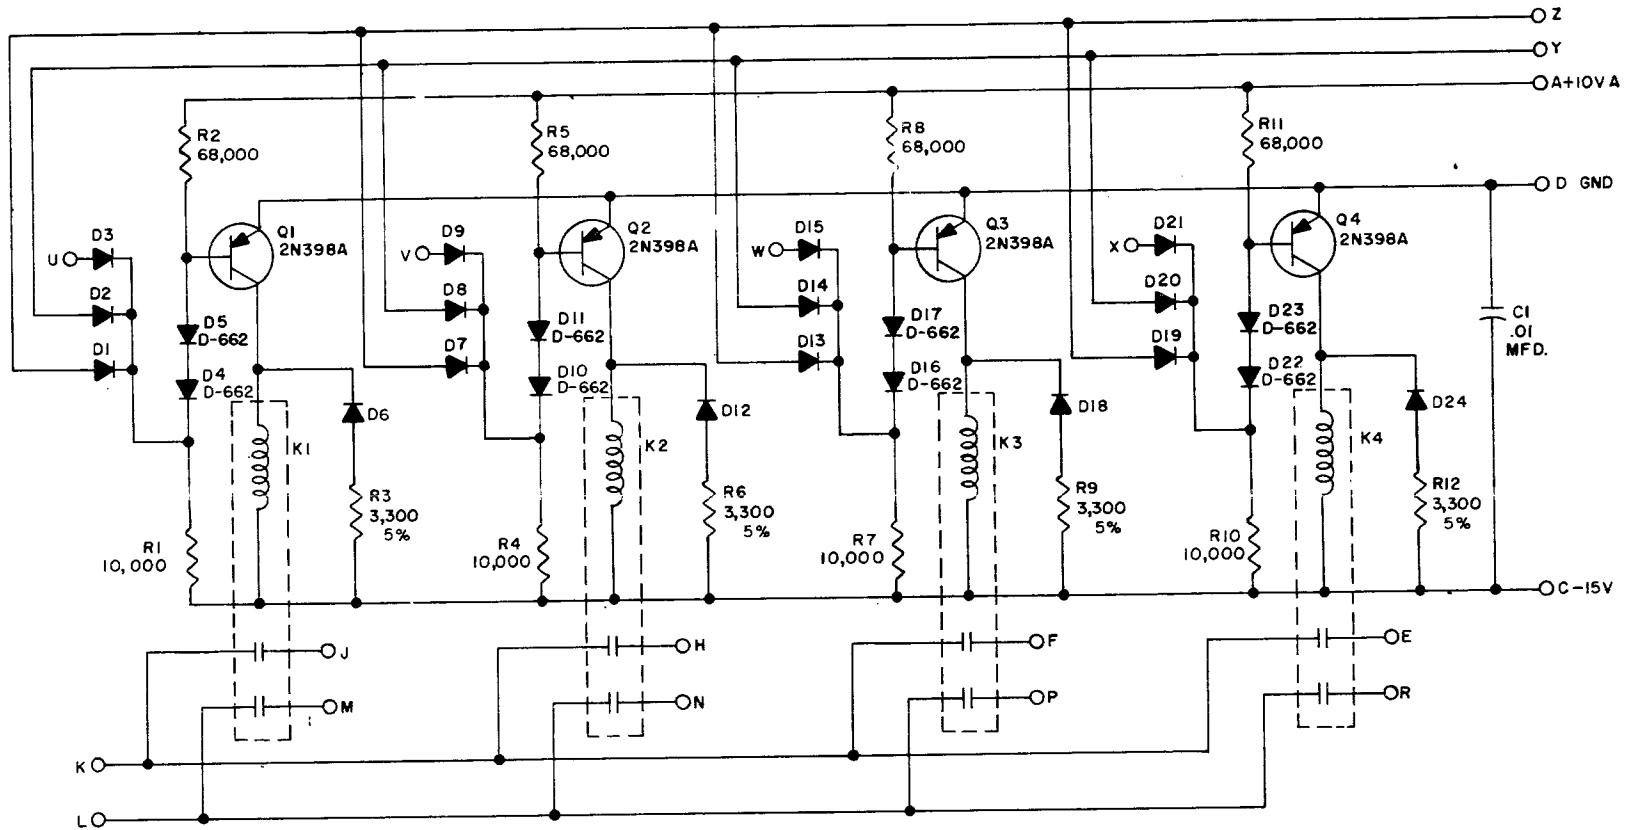 Z
Y
A+10V A
R2
68,000
R5
68,000
R8
68,000
R11
68,000
D GND
D3
U
Q1
2N398A
D9
V
Q2
2N398A
D15
W
Q3
2N398A
D21
X
Q4
2N398A
D2
D8
D14
D20
D5
D-662
D11
D-662
D17
D-662
D23
D-662
C1
.01
MFD.
D1
D7
D13
D19
D4
D-662
D10
D-662
D16
D-662
D22
D-662
D6
D12
D18
D24
K1
K2
K3
K4
R3
3,300
5%
R6
3,300
5%
R9
3,300
5%
R12
3,300
5%
R1
10,000
R4
10,000
R7
10,000
R10
10,000
C-15V
J
H
F
E
M
N
P
R
K
L